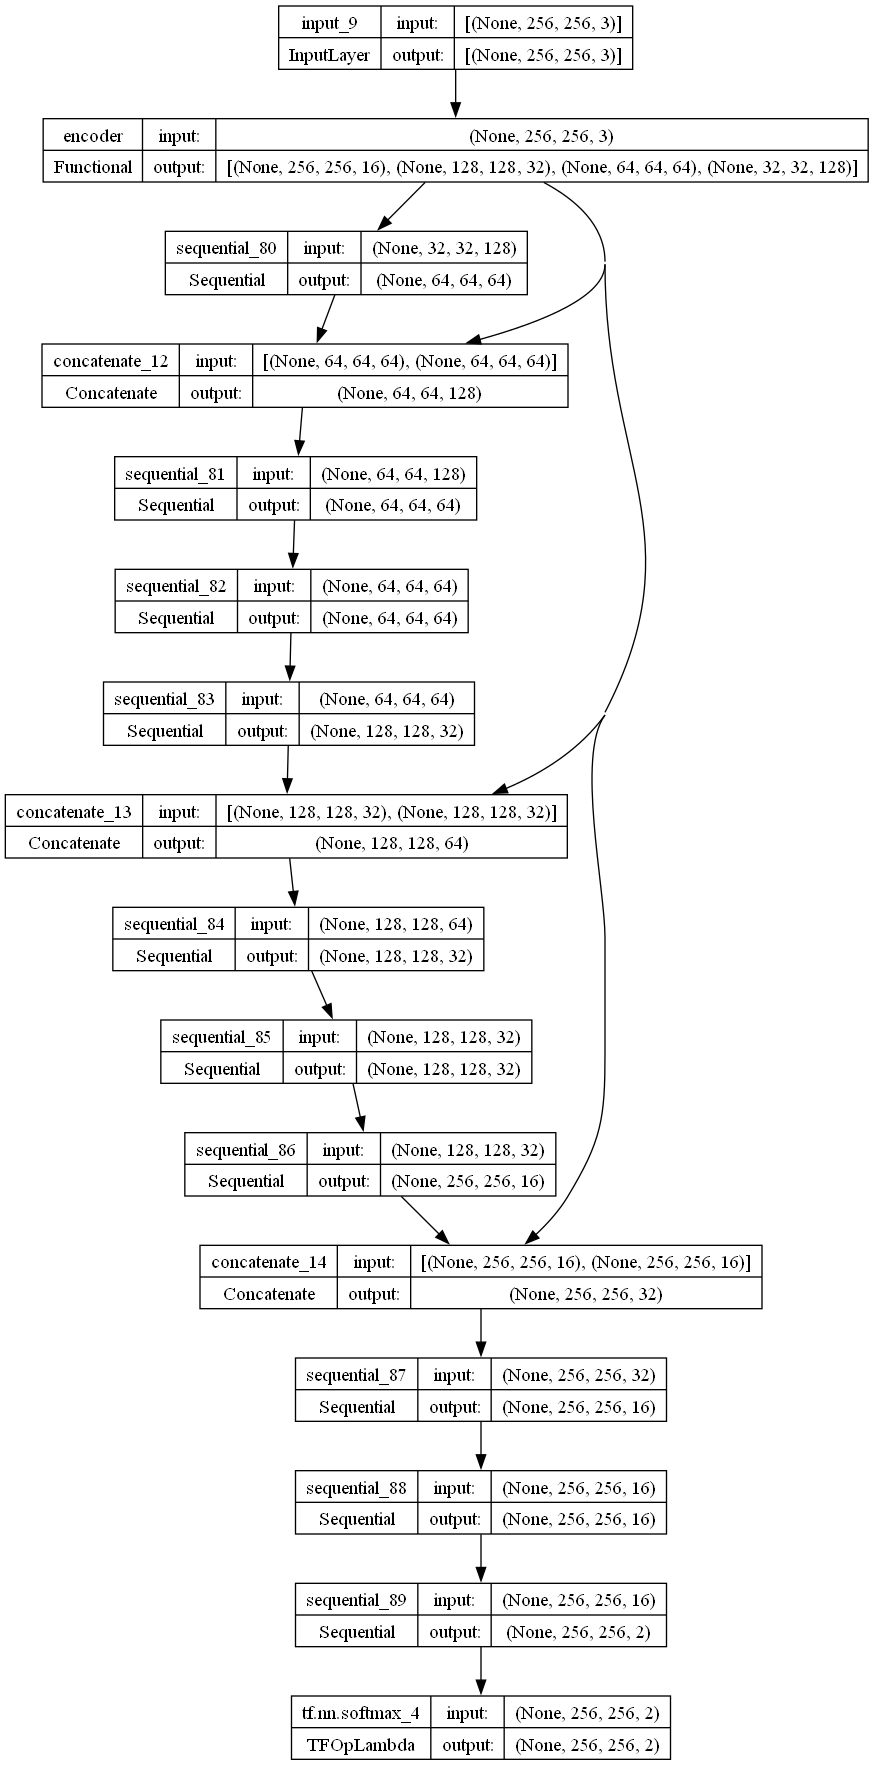 input_9 input: [(None, 256, 256, 3)]
InputLayer output: [(None, 256, 256, 3)]
encoder input: (None, 256, 256, 3)
Functional output: [(None, 256, 256, 16), (None, 128, 128, 32), (None, 64, 64, 64), (None, 32, 32, 128)]
sequential_80 input: (None, 32, 32, 128)
Sequential output: (None, 64, 64, 64)
concatenate_12 input: [(None, 64, 64, 64), (None, 64, 64, 64)]
Concatenate output: (None, 64, 64, 128)
sequential_81 input: (None, 64, 64, 128)
Sequential output: (None, 64, 64, 64)
sequential_82 input: (None, 64, 64, 64)
Sequential output: (None, 64, 64, 64)
sequential_83 input: (None, 64, 64, 64)
Sequential output: (None, 128, 128, 32)
concatenate_13 input: [(None, 128, 128, 32), (None, 128, 128, 32)]
Concatenate output: (None, 128, 128, 64)
sequential_84 input: (None, 128, 128, 64)
Sequential output: (None, 128, 128, 32)
sequential_85 input: (None, 128, 128, 32)
Sequential output: (None, 128, 128, 32)
sequential_86 input: (None, 128, 128, 32)
Sequential output: (None, 256, 256, 16)
concatenate_14 input: [(None, 256, 256, 16), (None, 256, 256, 16)]
Concatenate output: (None, 256, 256, 32)
sequential_87 input: (None, 256, 256, 32)
Sequential output: (None, 256, 256, 16)
sequential_88 input: (None, 256, 256, 16)
Sequential output: (None, 256, 256, 16)
sequential_89 input: (None, 256, 256, 16)
Sequential output: (None, 256, 256, 2)
tf.nn.softmax_4 input: (None, 256, 256, 2)
TFOpLambda output: (None, 256, 256, 2)